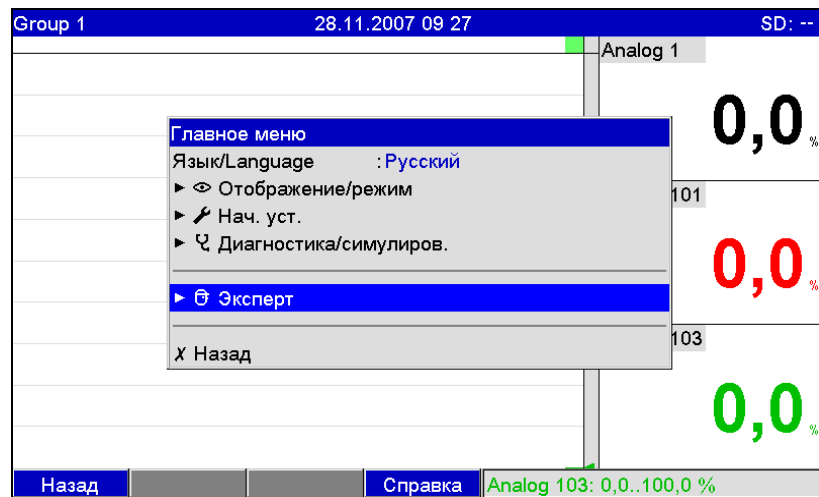 Group 1 28.11.2007 09 27 SD: --
Analog 1
0,0 %
Главное меню
Язык/Language :Русский
Отображение/режим
Нач. уст.
101
Диагностика/симулиров.
0,0 %
Эксперт
103
X Назад
0,0 %
Назад Справка Analog 103: 0,0..100,0 %